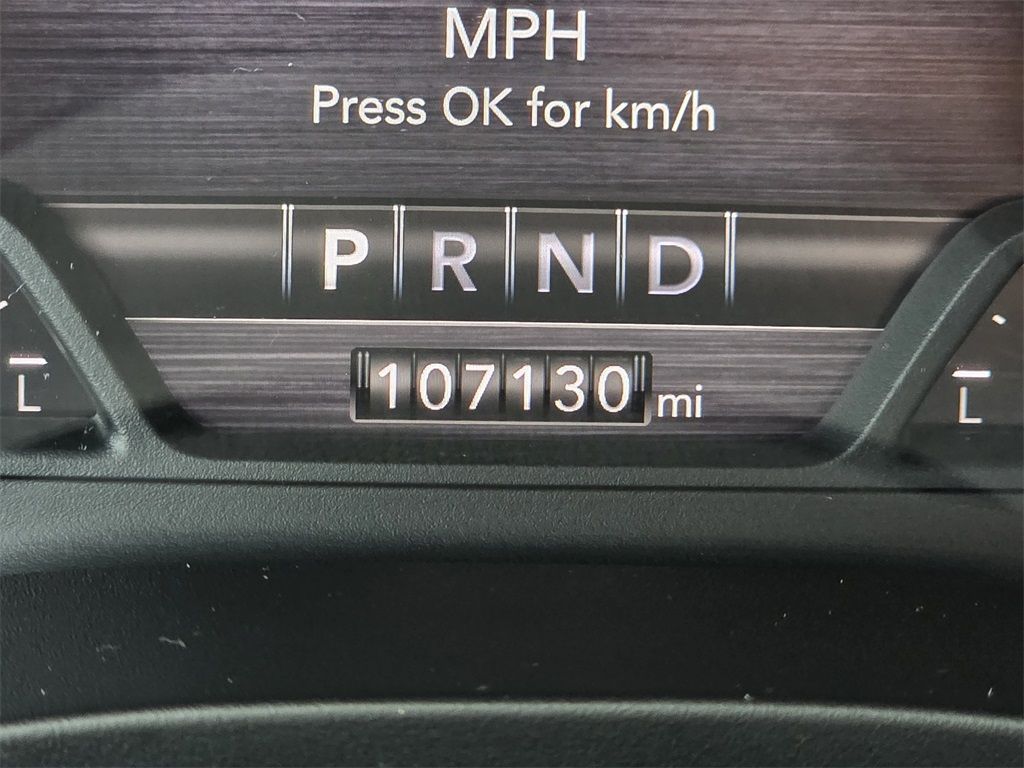 MPH
Press OK for km/h
P R N D
107130 mi
L L